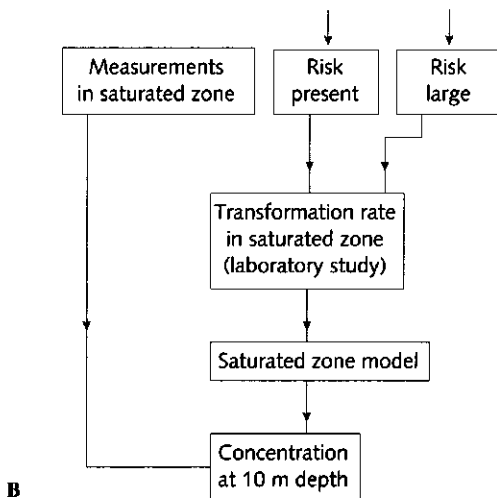 Measurements
in saturated zone
Risk
present
Risk
large
Transformation rate
in saturated zone
(laboratory study)
Saturated zone model
Concentration
at 10 m depth
B